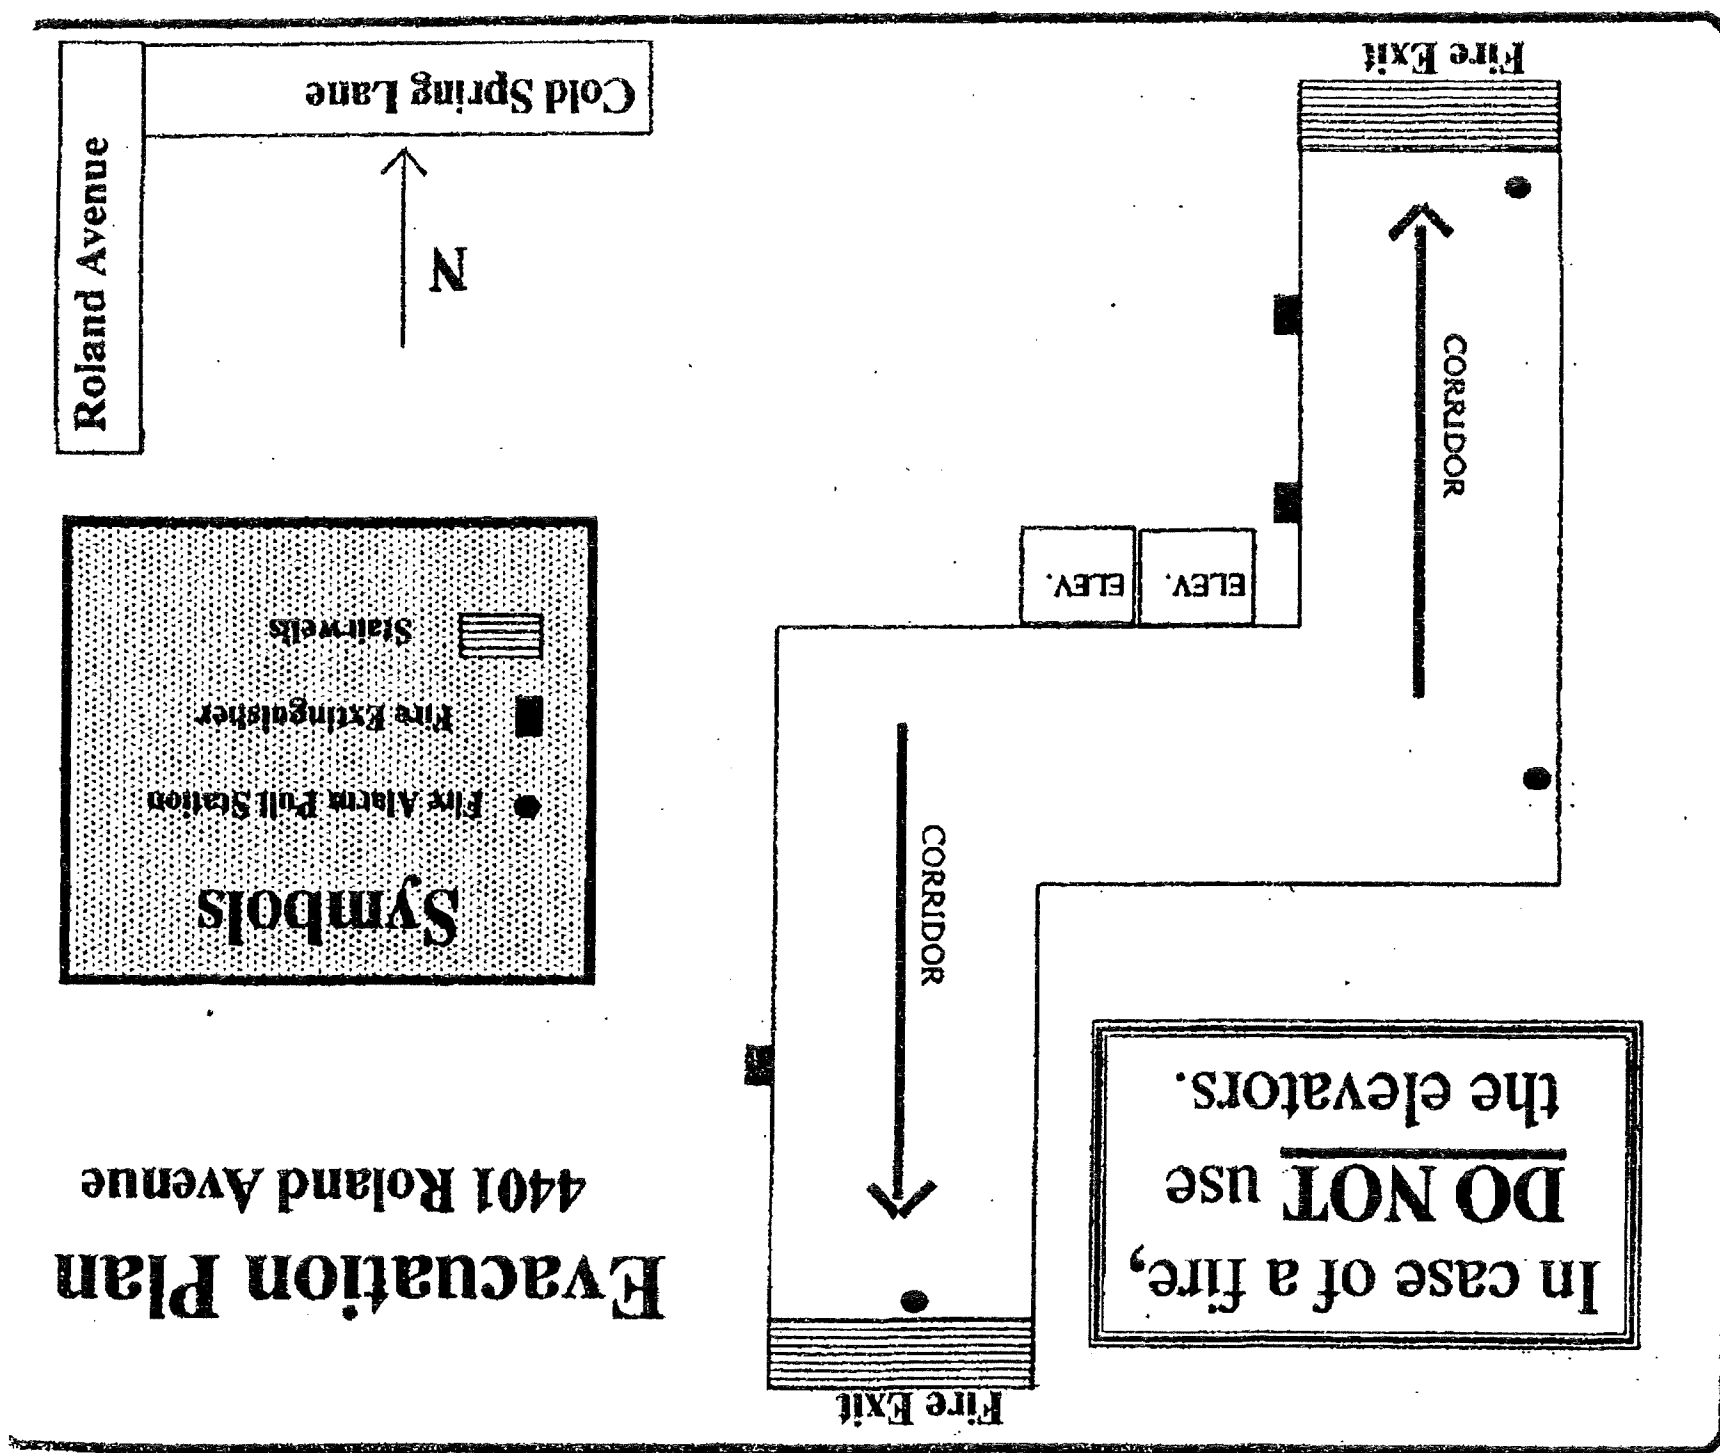 Evacuation Plan
4401 Roland Avenue
Fire Exit
In case of a fire,
DO NOT use
the elevators.
CORRIDOR
Symbols
Fire Alarm Pull Station
Fire Extinguisher
Stairwells
ELEV.
ELEV.
CORRIDOR
N
Roland Avenue
Cold Spring Lane
Fire Exit